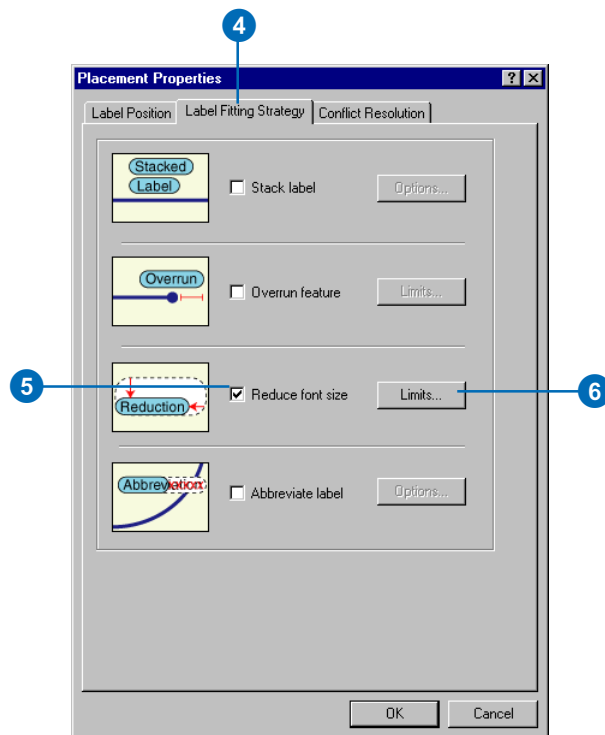 4
Placement Properties
Label Position Label Fitting Strategy Conflict Resolution
Stacked
Label
Stack label Options...
Overrun
Overrun feature Limits...
5
Reduction
Reduce font size Limits...
6
Abbreviation
Abbreviate label Options...
OK Cancel